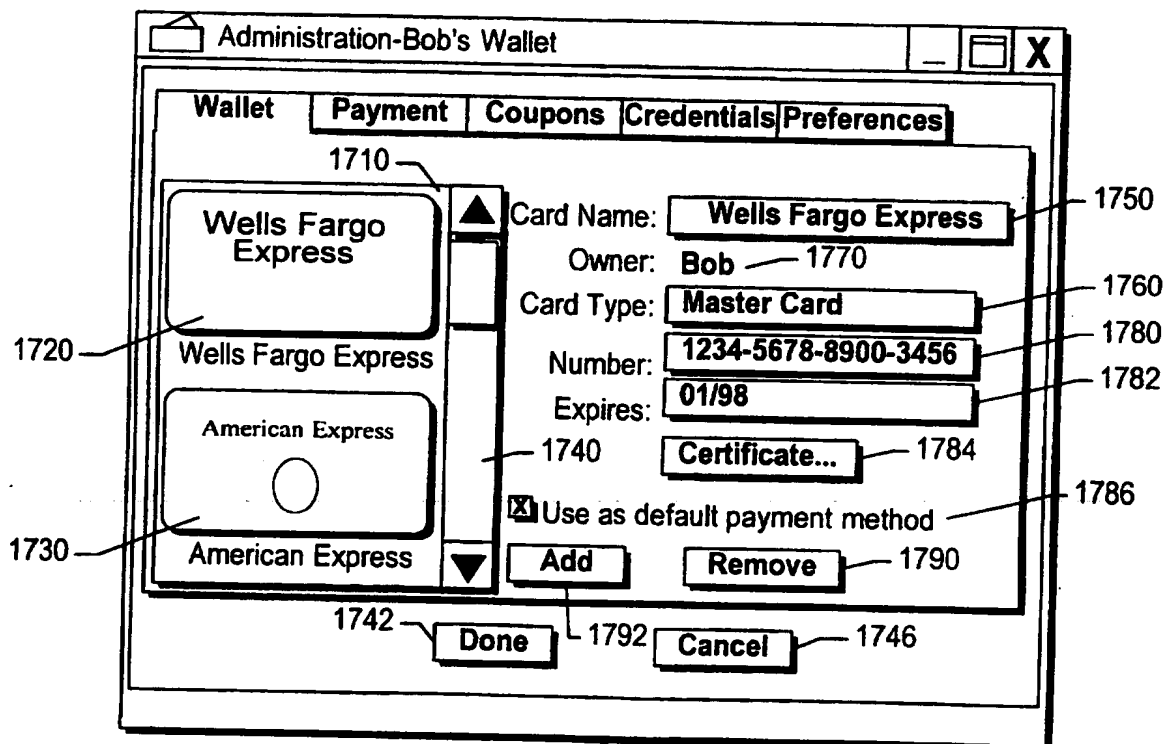 Administration-Bob's Wallet _ X
Wallet Payment Coupons Credentials Preferences
1710
Wells Fargo
Express
1720
Wells Fargo Express
American Express
1730
American Express
1740
Card Name: Wells Fargo Express 1750
Owner: Bob 1770
Card Type: Master Card 1760
Number: 1234-5678-8900-3456 1780
Expires: 01/98 1782
Certificate... 1784
X Use as default payment method 1786
Add Remove 1790
1742 Done 1792 Cancel 1746